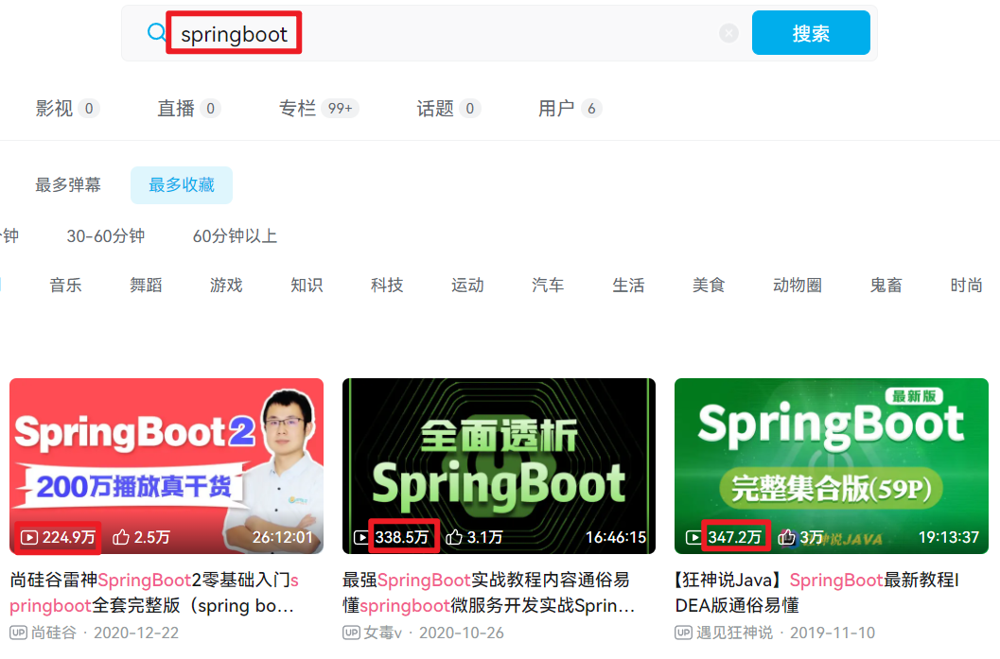 springboot 搜索
影视 0 直播 0 专栏 99+ 话题 0 用户 6
最多弹幕 最多收藏
钟 30-60分钟 60分钟以上
音乐 舞蹈 游戏 知识 科技 运动 汽车 生活 美食 动物圈 鬼畜 时尚
SpringBoot2
200万播放真干货
224.9万 2.5万 26:12:01
尚硅谷雷神SpringBoot2零基础入门s
pringboot全套完整版（spring bo...
UP 尚硅谷 · 2020-12-22
全面透析
SpringBoot
338.5万 3.1万 16:46:15
最强SpringBoot实战教程内容通俗易
懂springboot微服务开发实战Sprin...
UP 女毒v · 2020-10-26
最新版
SpringBoot
完整集合版(59P)
347.2万 3万 狂神说JAVA 19:13:37
【狂神说Java】SpringBoot最新教程I
DEA版通俗易懂
UP 遇见狂神说 · 2019-11-10